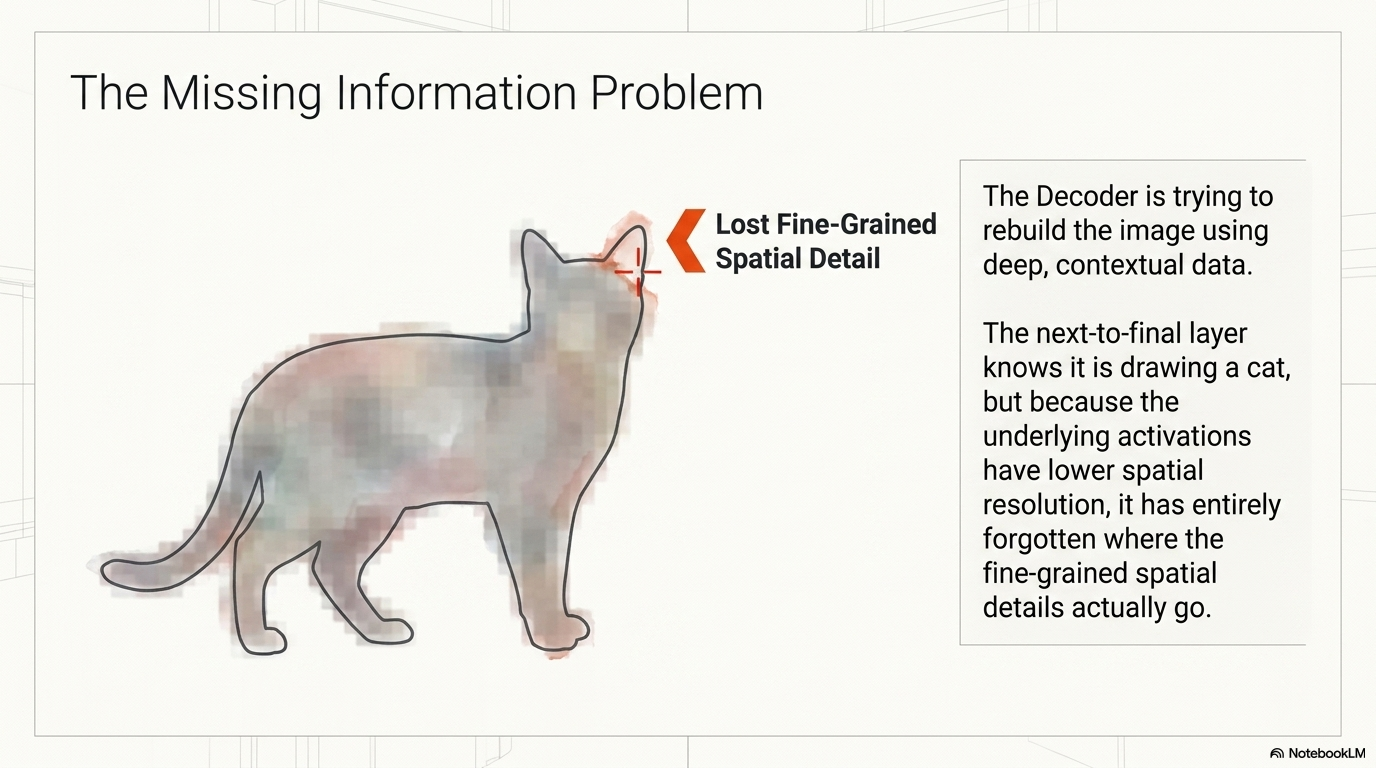 The Missing Information Problem
Lost Fine-Grained
Spatial Detail
The Decoder is trying to
rebuild the image using
deep, contextual data.
The next-to-final layer
knows it is drawing a cat,
but because the
underlying activations
have lower spatial
resolution, it has entirely
forgotten where the
fine-grained spatial
details actually go.
NotebookLM